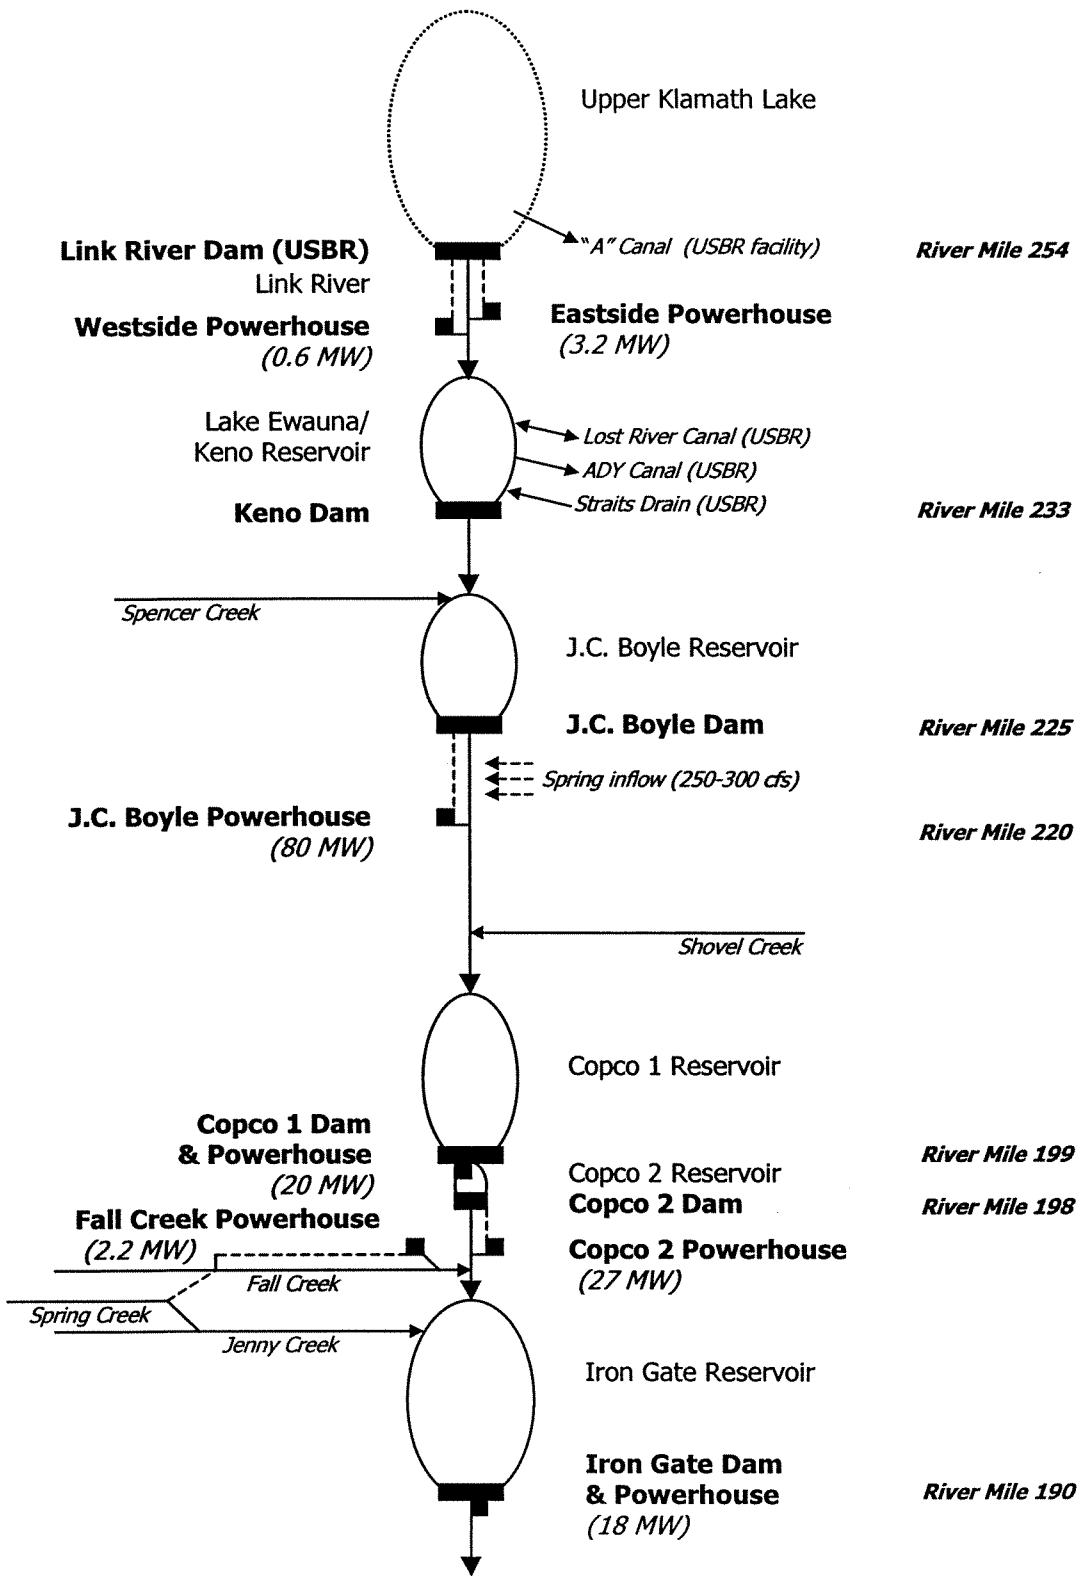 Upper Klamath Lake
"A" Canal (USBR facility)
Link River Dam (USBR)
River Mile 254
Link River
Westside Powerhouse
(0.6 MW)
Eastside Powerhouse
(3.2 MW)
Lake Ewauna/
Keno Reservoir
Lost River Canal (USBR)
ADY Canal (USBR)
Straits Drain (USBR)
Keno Dam
River Mile 233
Spencer Creek
J.C. Boyle Reservoir
J.C. Boyle Dam
River Mile 225
Spring inflow (250-300 cfs)
J.C. Boyle Powerhouse
(80 MW)
River Mile 220
Shovel Creek
Copco 1 Reservoir
Copco 1 Dam
& Powerhouse
(20 MW)
River Mile 199
Copco 2 Reservoir
Copco 2 Dam
River Mile 198
Fall Creek Powerhouse
(2.2 MW)
Copco 2 Powerhouse
(27 MW)
Fall Creek
Spring Creek
Jenny Creek
Iron Gate Reservoir
Iron Gate Dam
& Powerhouse
(18 MW)
River Mile 190